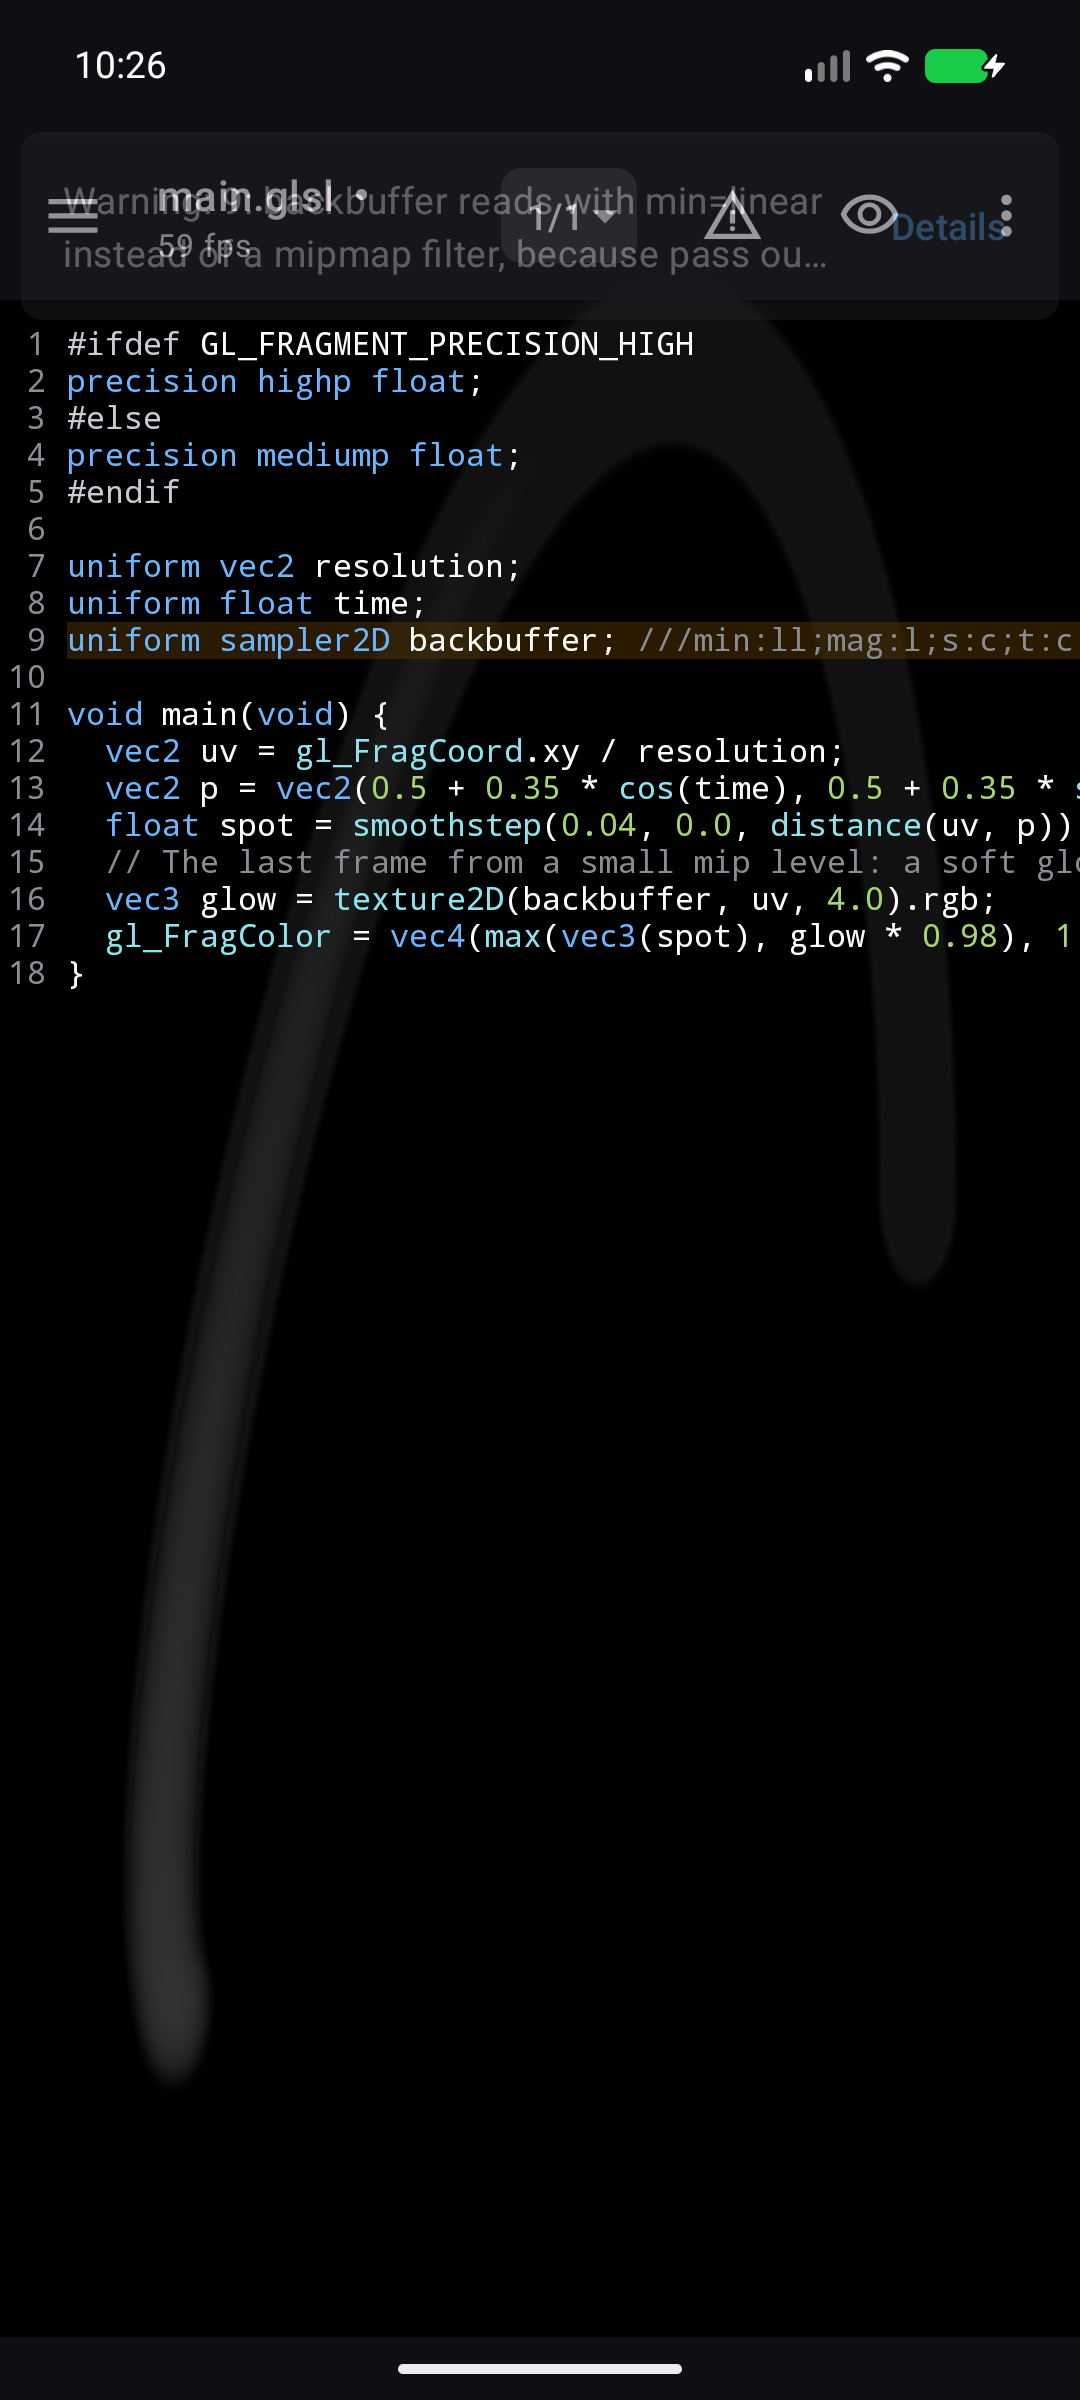 10:26
main.glsl •
59 fps
1/1
Warning: 9: backbuffer reads with min=linear
instead of a mipmap filter, because pass ou…
Details
1 #ifdef GL_FRAGMENT_PRECISION_HIGH
2 precision highp float;
3 #else
4 precision mediump float;
5 #endif
6
7 uniform vec2 resolution;
8 uniform float time;
9 uniform sampler2D backbuffer; ///min:ll;mag:l;s:c;t:c
10
11 void main(void) {
12   vec2 uv = gl_FragCoord.xy / resolution;
13   vec2 p = vec2(0.5 + 0.35 * cos(time), 0.5 + 0.35 * s
14   float spot = smoothstep(0.04, 0.0, distance(uv, p))
15   // The last frame from a small mip level: a soft glo
16   vec3 glow = texture2D(backbuffer, uv, 4.0).rgb;
17   gl_FragColor = vec4(max(vec3(spot), glow * 0.98), 1
18 }